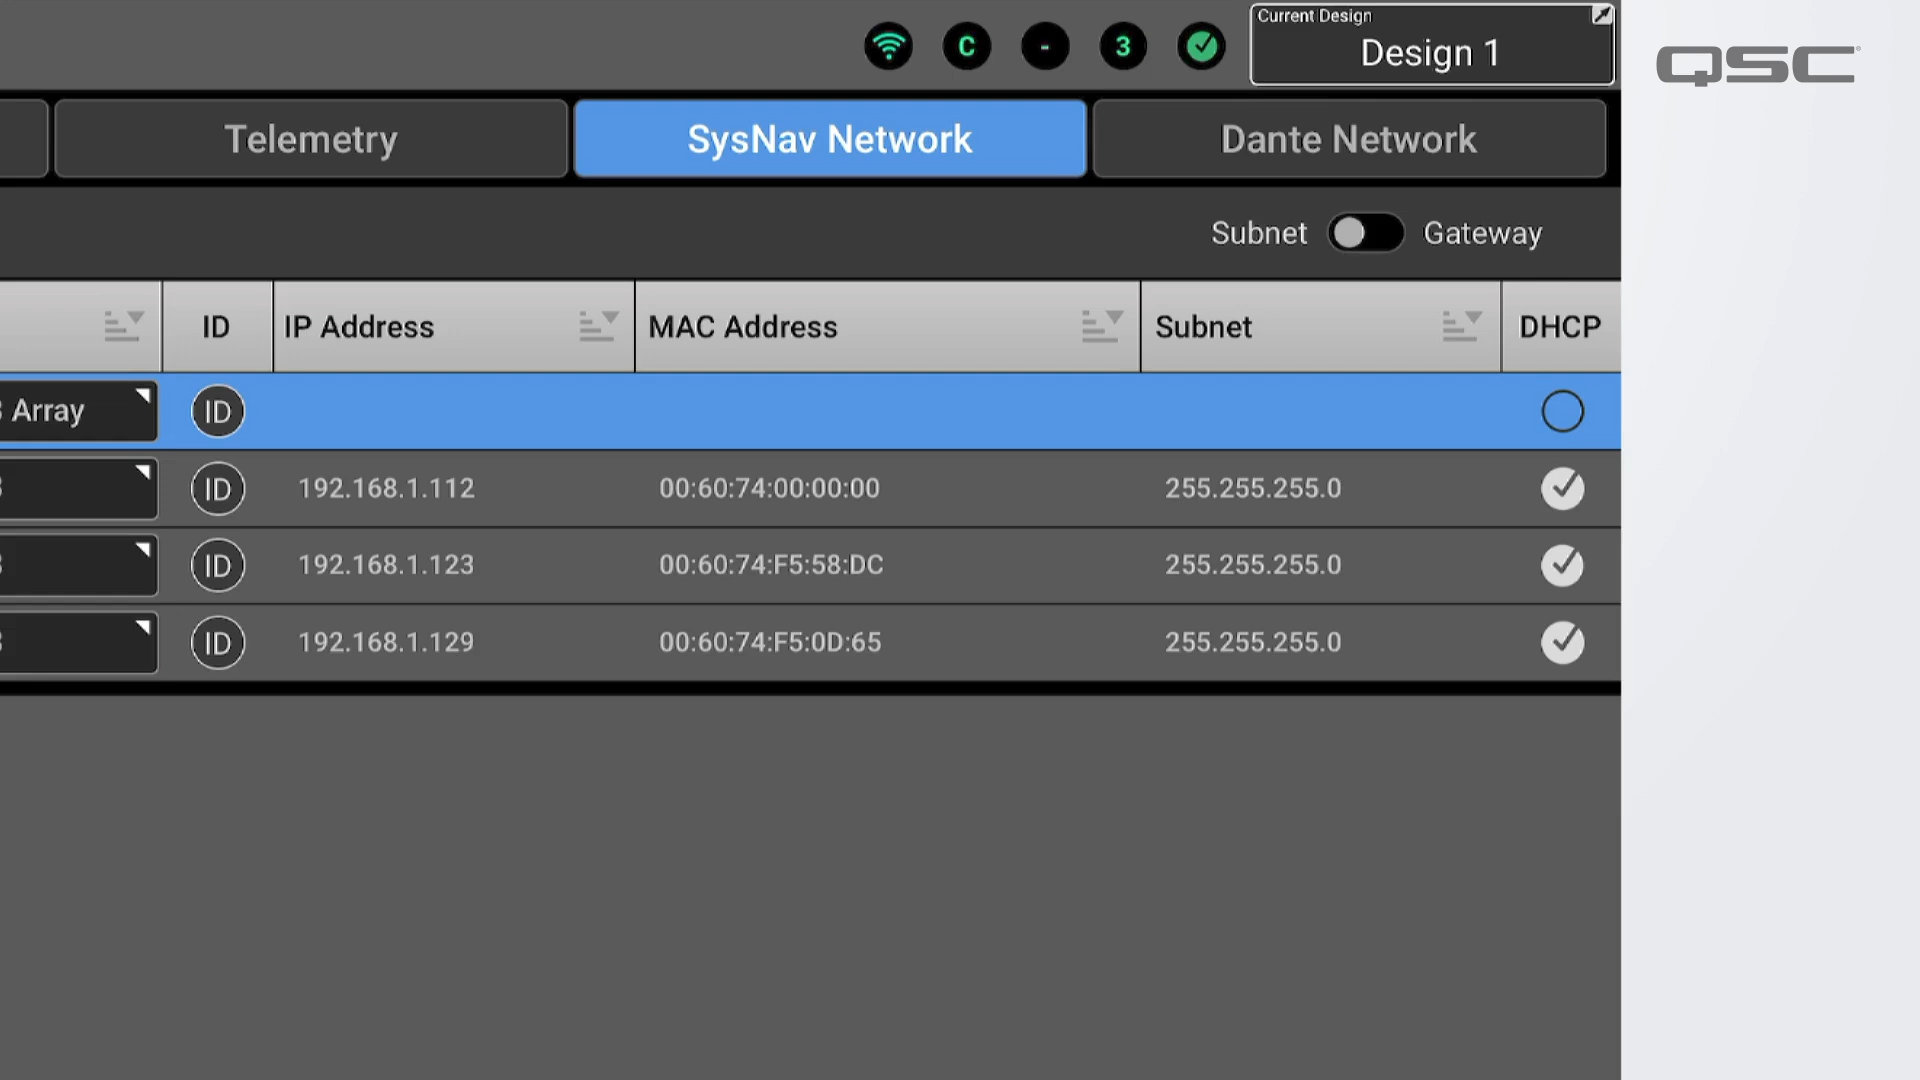 Current Design
C - 3 Design 1
QSC
Telemetry SysNav Network Dante Network
Subnet Gateway
ID IP Address MAC Address Subnet DHCP
Array ID
ID 192.168.1.112 00:60:74:00:00:00 255.255.255.0
ID 192.168.1.123 00:60:74:F5:58:DC 255.255.255.0
ID 192.168.1.129 00:60:74:F5:0D:65 255.255.255.0